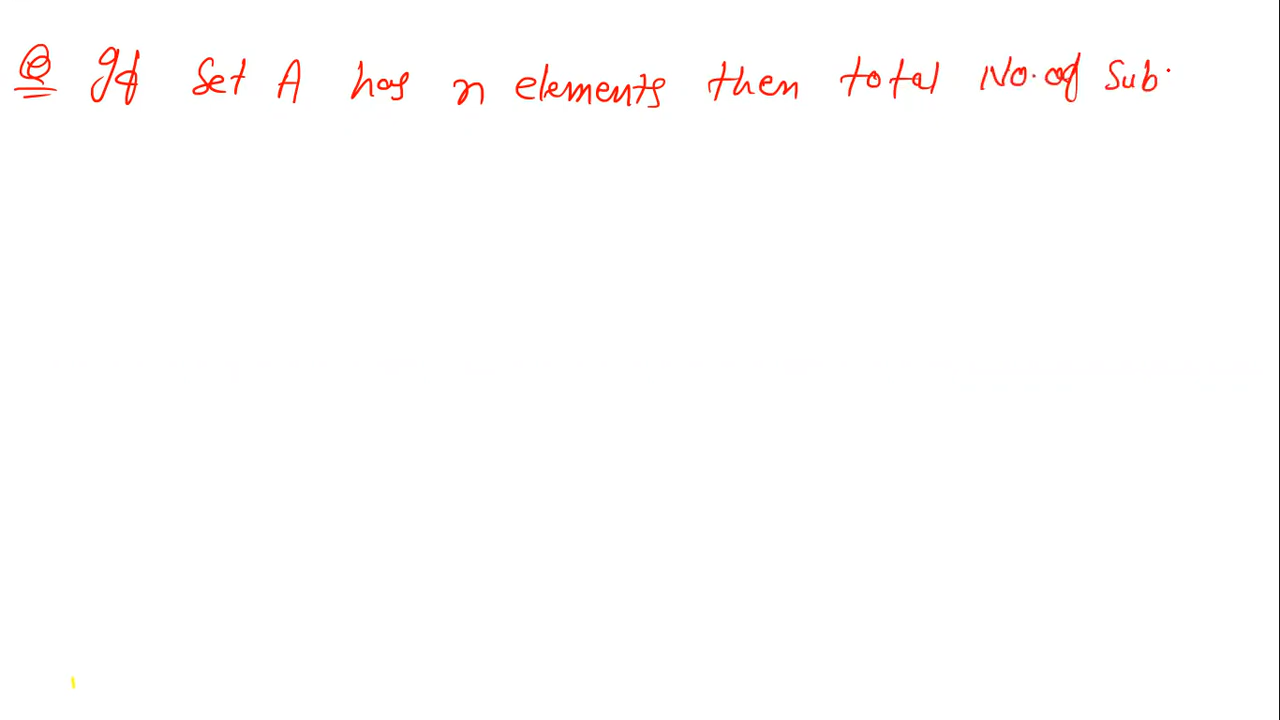 Q If Set A has n elements then total No. of Sub.